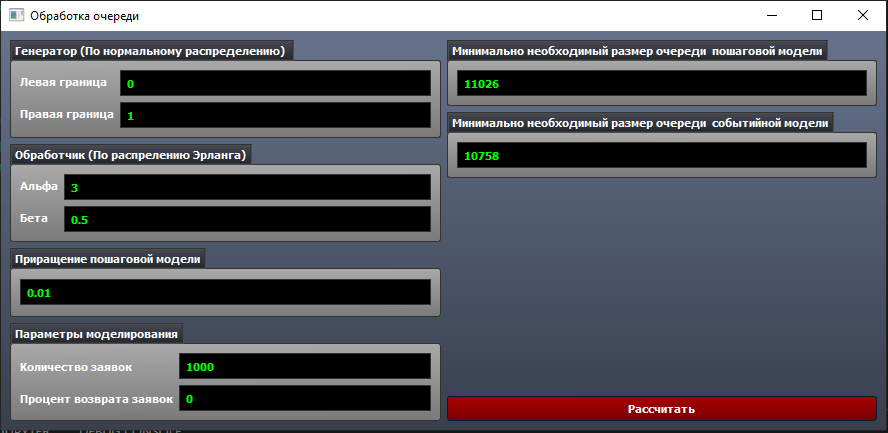 Обработка очереди
Генератор (По нормальному распределению)
Левая граница 0
Правая граница 1
Обработчик (По распрелению Эрланга)
Альфа 3
Бета 0.5
Приращение пошаговой модели
0.01
Параметры моделирования
Количество заявок 1000
Процент возврата заявок 0
Минимально необходимый размер очереди пошаговой модели
11026
Минимально необходимый размер очереди событийной модели
10758
Рассчитать